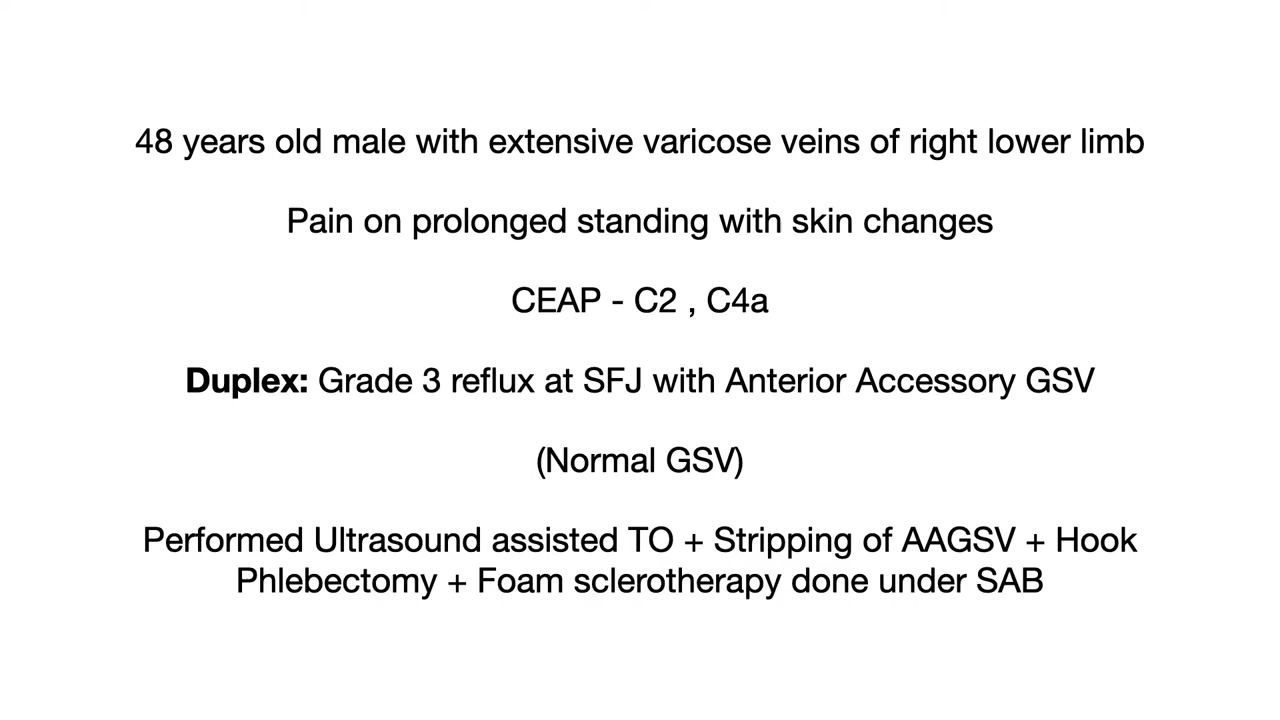 48 years old male with extensive varicose veins of right lower limb
Pain on prolonged standing with skin changes
CEAP - C2 , C4a
Duplex: Grade 3 reflux at SFJ with Anterior Accessory GSV
(Normal GSV)
Performed Ultrasound assisted TO + Stripping of AAGSV + Hook
Phlebectomy + Foam sclerotherapy done under SAB